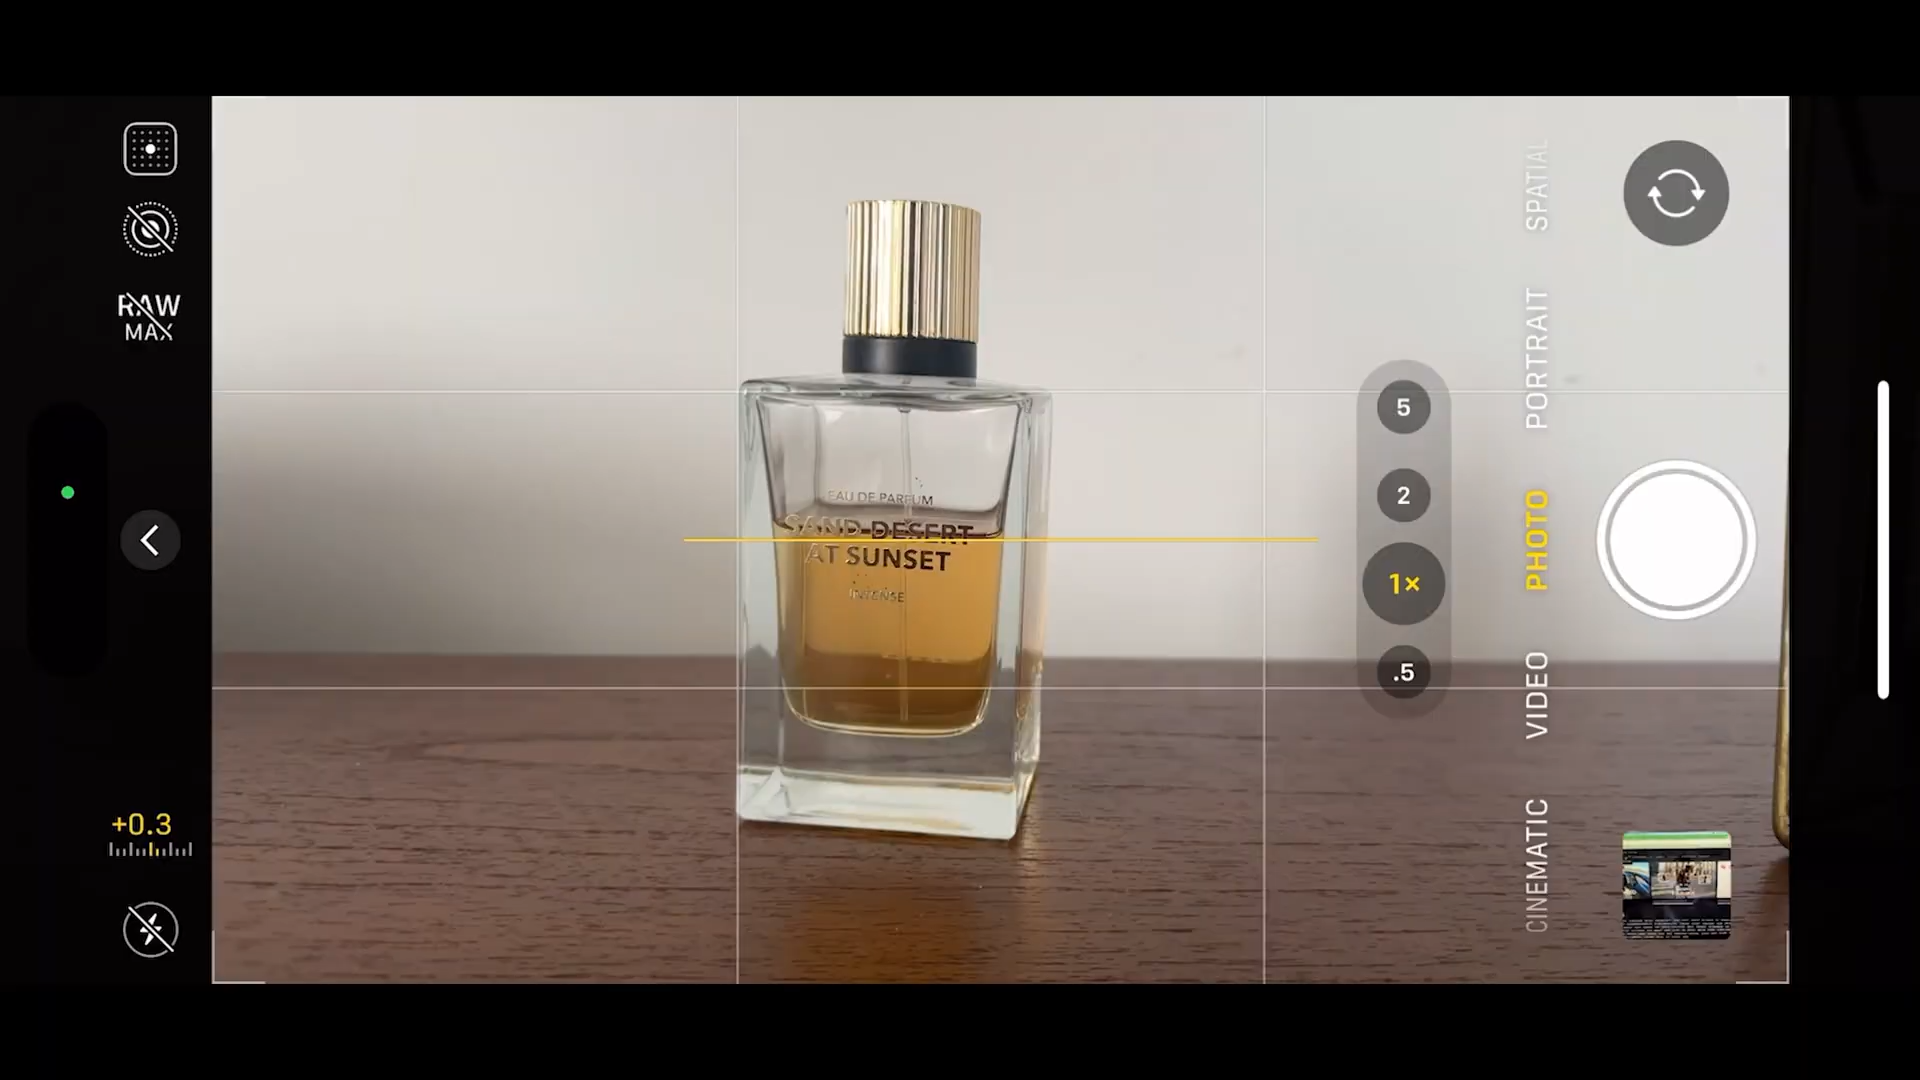 RAW
MAX
+0.3
EAU DE PARFUM
SAND DESERT
AT SUNSET
INTENSE
5
2
1×
.5
SPATIAL
PORTRAIT
PHOTO
VIDEO
CINEMATIC